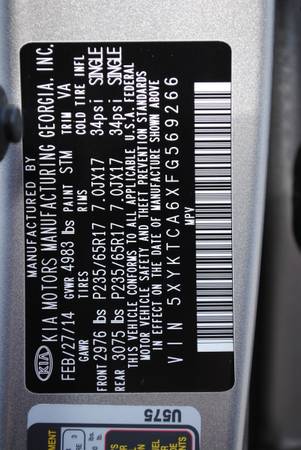 MANUFACTURED BY
KIA KIA MOTORS MANUFACTURING GEORGIA, INC.
FEB/27/14 GVWR 4983 lbs PAINT STM TRIM VA
GAWR TIRES RIMS COLD TIRE INFL
FRONT 2976 lbs P235/65R17 7.0JX17 34psi SINGLE
REAR 3075 lbs P235/65R17 7.0JX17 34psi SINGLE
THIS VEHICLE CONFORMS TO ALL APPLICABLE U.S.A. FEDERAL
MOTOR VEHICLE SAFETY AND THEFT PREVENTION STANDARDS
IN EFFECT ON THE DATE OF MANUFACTURE SHOWN ABOVE
VIN 5XYKTCA6XFG569266
MPV
U575